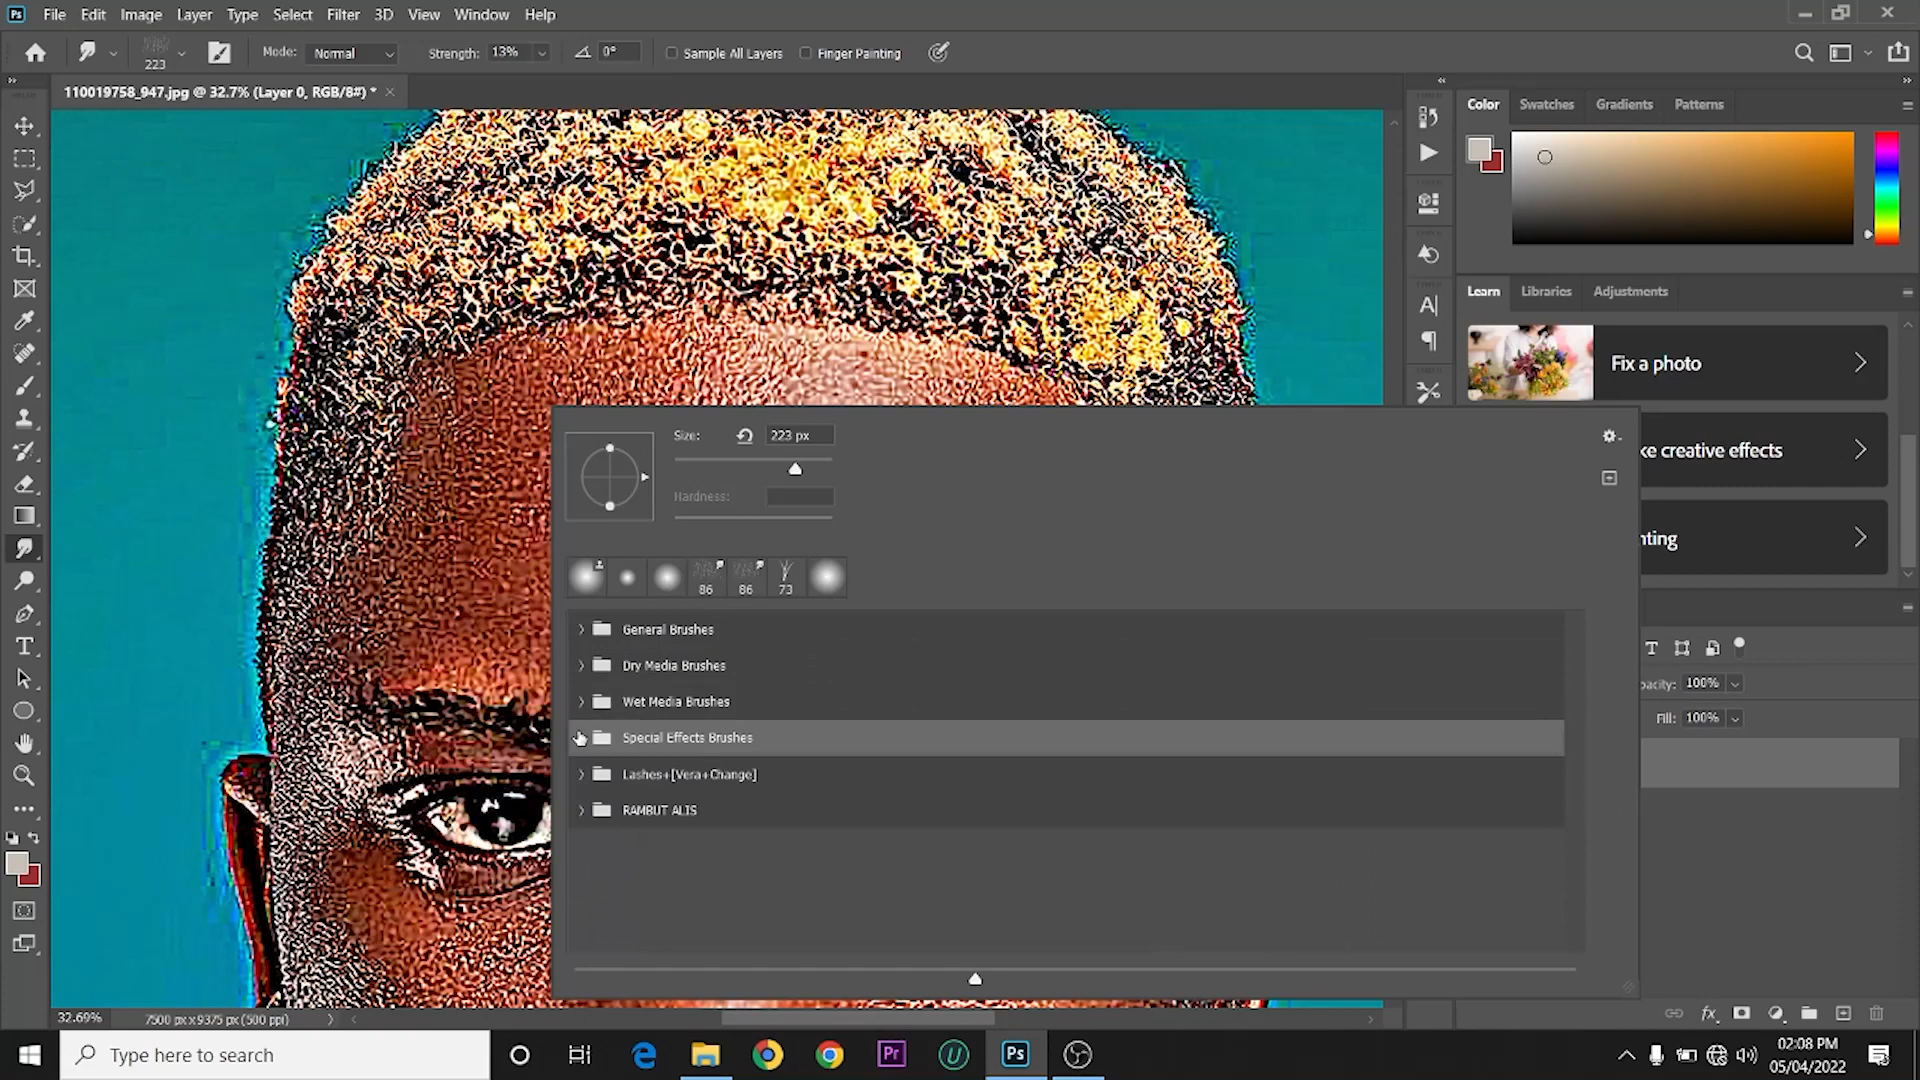 Ps File Edit Image Layer Type Select Filter 3D View Window Help
223 Mode: Normal Strength: 13% 0° Sample All Layers Finger Painting
110019758_947.jpg @ 32.7% (Layer 0, RGB/8#) * ×
Color Swatches Gradients Patterns
Learn Libraries Adjustments
Fix a photo
ke creative effects
nting
Size: 223 px
Hardness:
86 86 73
General Brushes
Dry Media Brushes
Wet Media Brushes
Special Effects Brushes
Lashes+[Vera+Change]
RAMBUT ALIS
pacity: 100%
Fill: 100%
32.69% 7500 px x 9375 px (500 ppi)
Type here to search
Pr
Ps
02:08 PM
05/04/2022